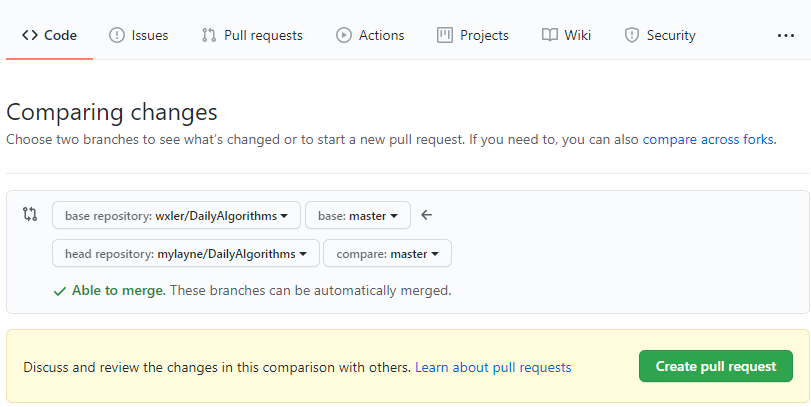 Code Issues Pull requests Actions Projects Wiki Security ...
Comparing changes
Choose two branches to see what's changed or to start a new pull request. If you need to, you can also compare across forks.
base repository: wxler/DailyAlgorithms base: master ←
head repository: mylayne/DailyAlgorithms compare: master
✓ Able to merge. These branches can be automatically merged.
Discuss and review the changes in this comparison with others. Learn about pull requests Create pull request